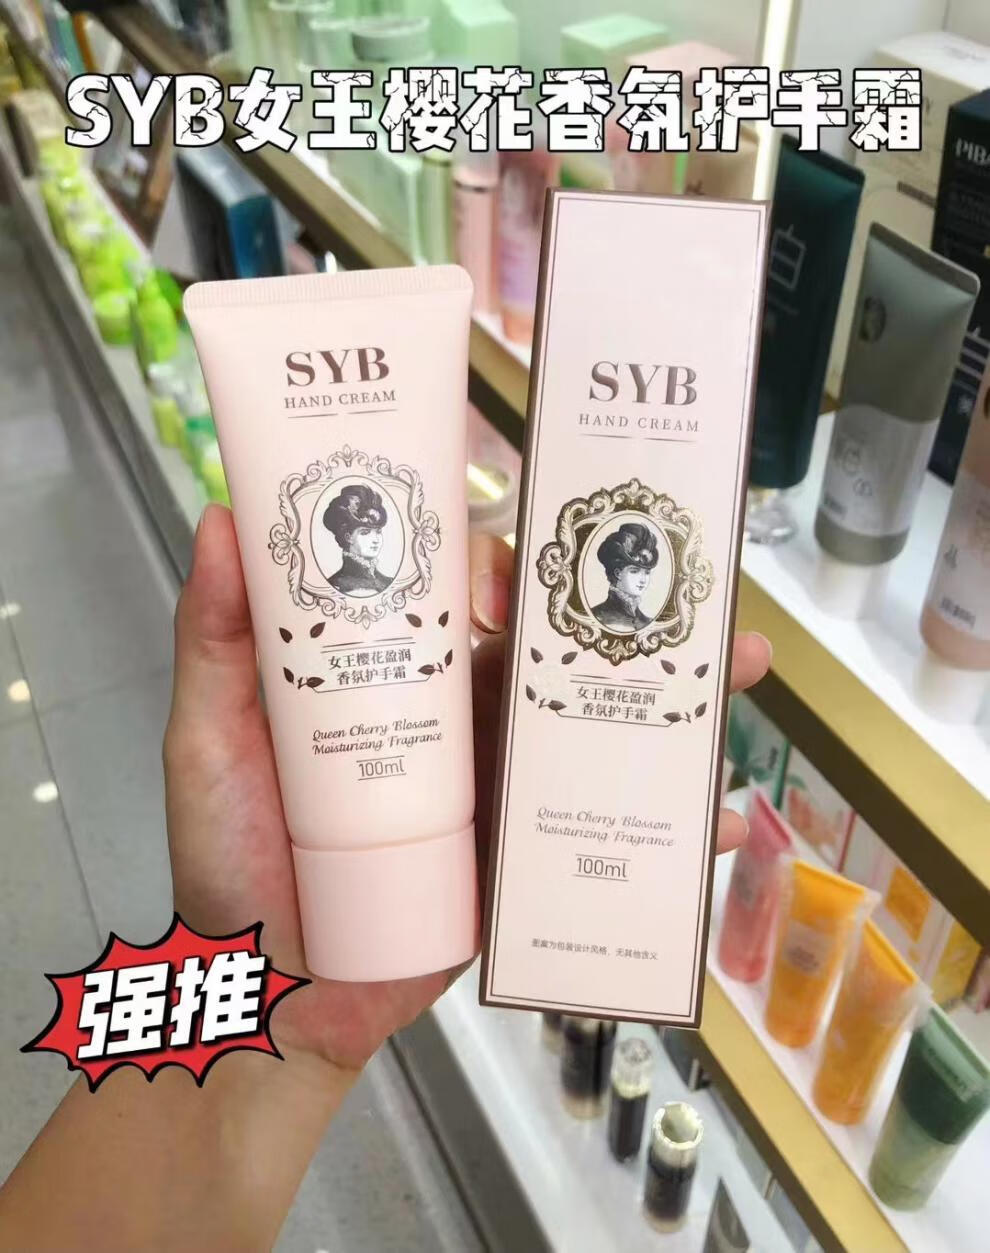 SYB女王樱花香氛护手霜
SYB
HAND CREAM
女王樱花盈润
香氛护手霜
Queen Cherry Blossom
Moisturizing Fragrance
100ml
SYB
HAND CREAM
女王樱花盈润
香氛护手霜
Queen Cherry Blossom
Moisturizing Fragrance
100ml
图案为包装设计风格，无其他含义
强推